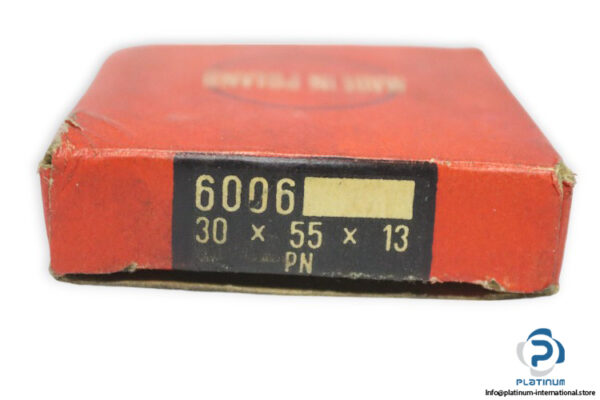 MADE IN POLAND
6006
30 × 55 × 13
PN
PLATINUM
Info@platinum-international.store